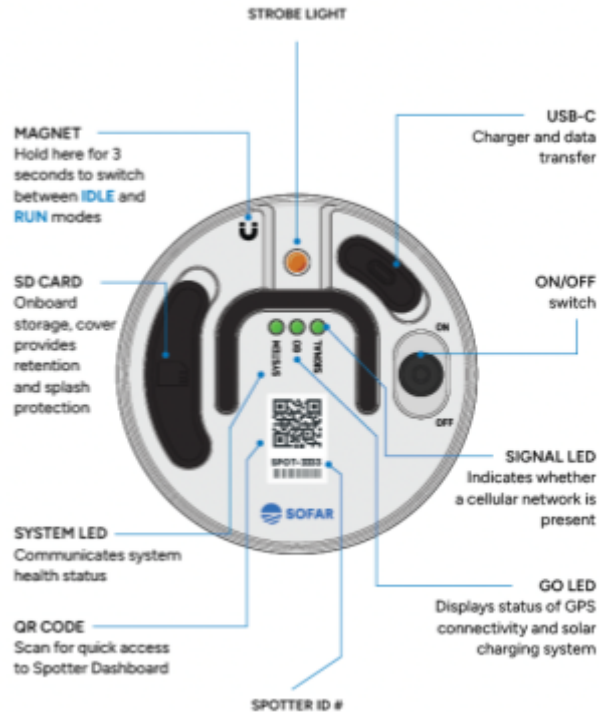 STROBE LIGHT
MAGNET
Hold here for 3
seconds to switch
between IDLE and
RUN modes
USB-C
Charger and data
transfer
SD CARD
Onboard
storage, cover
provides
retention
and splash
protection
ON/OFF
switch
ON
OFF
SYSTEM
GO
SIGNAL
SPOT-3333
SOFAR
SIGNAL LED
Indicates whether
a cellular network is
present
SYSTEM LED
Communicates system
health status
GO LED
Displays status of GPS
connectivity and solar
charging system
QR CODE
Scan for quick access
to Spotter Dashboard
SPOTTER ID #